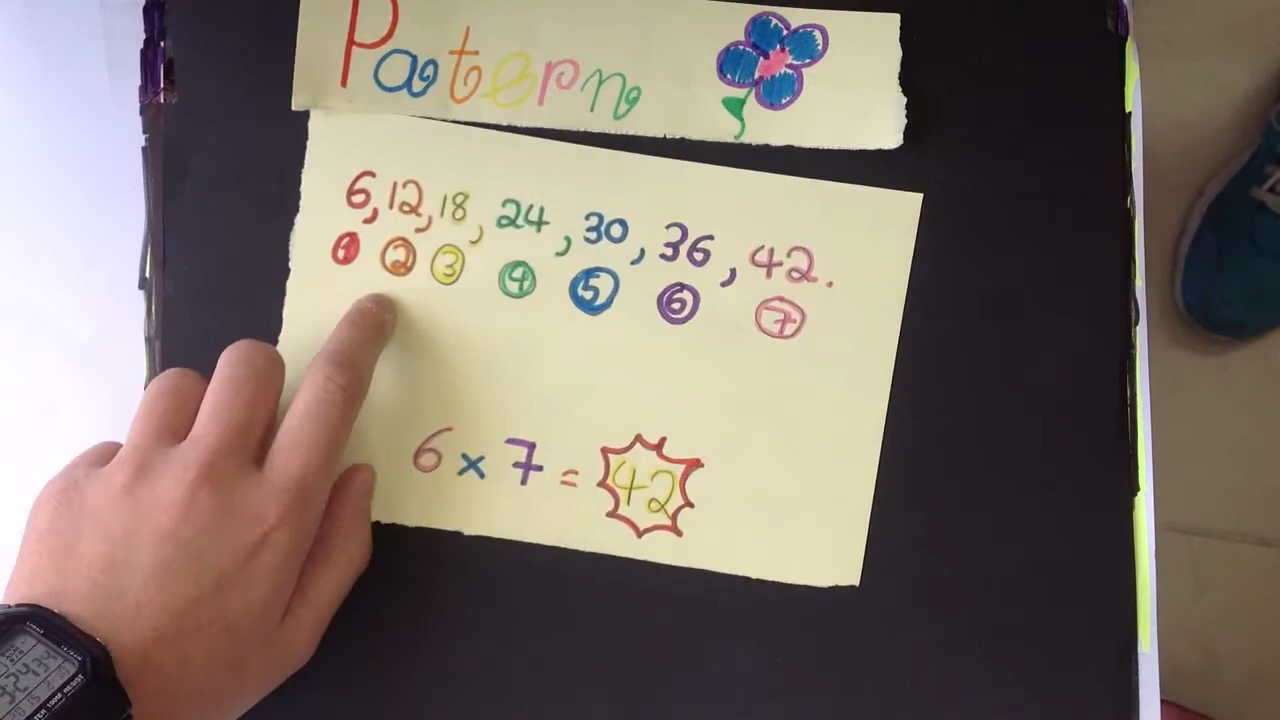 Patern
6, 12, 18, 24, 30, 36, 42.
1 2 3 4 5 6 7
6 x 7 = 42